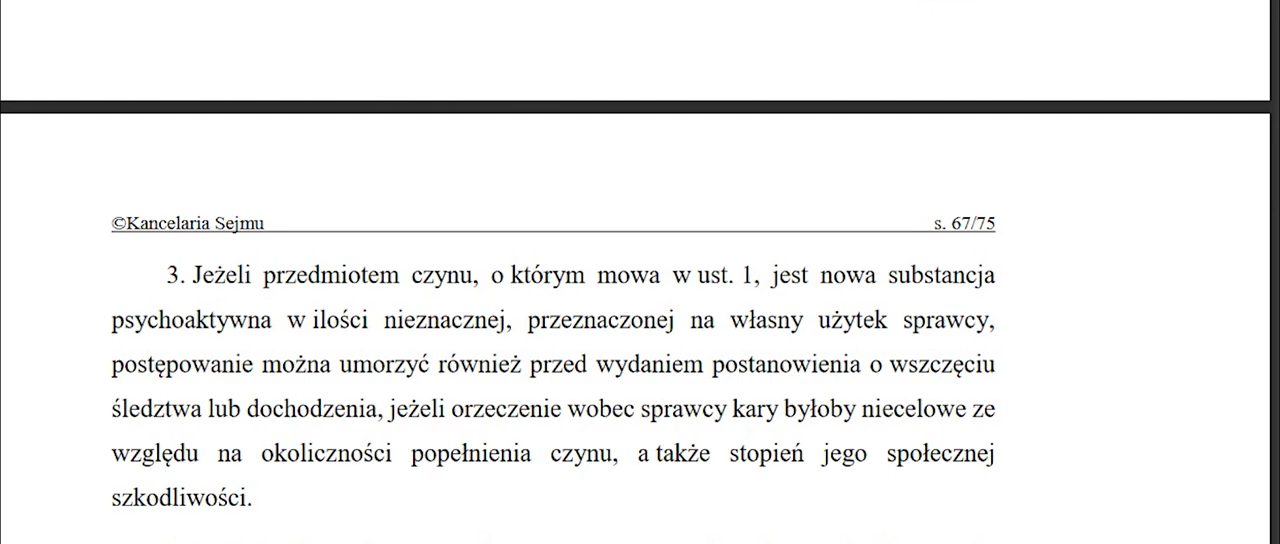 ©Kancelaria Sejmu s. 67/75
3. Jeżeli przedmiotem czynu, o którym mowa w ust. 1, jest nowa substancja
psychoaktywna w ilości nieznacznej, przeznaczonej na własny użytek sprawcy,
postępowanie można umorzyć również przed wydaniem postanowienia o wszczęciu
śledztwa lub dochodzenia, jeżeli orzeczenie wobec sprawcy kary byłoby niecelowe ze
względu na okoliczności popełnienia czynu, a także stopień jego społecznej
szkodliwości.